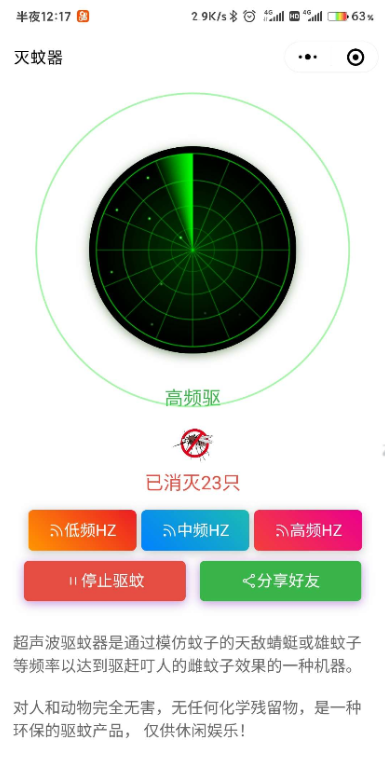 半夜12:17
2.9K/s 4G HD 4G 63%
灭蚊器
高频驱
已消灭23只
低频HZ 中频HZ 高频HZ
停止驱蚊 分享好友
超声波驱蚊器是通过模仿蚊子的天敌蜻蜓或雄蚊子
等频率以达到驱赶叮人的雌蚊子效果的一种机器。
对人和动物完全无害，无任何化学残留物，是一种
环保的驱蚊产品， 仅供休闲娱乐！